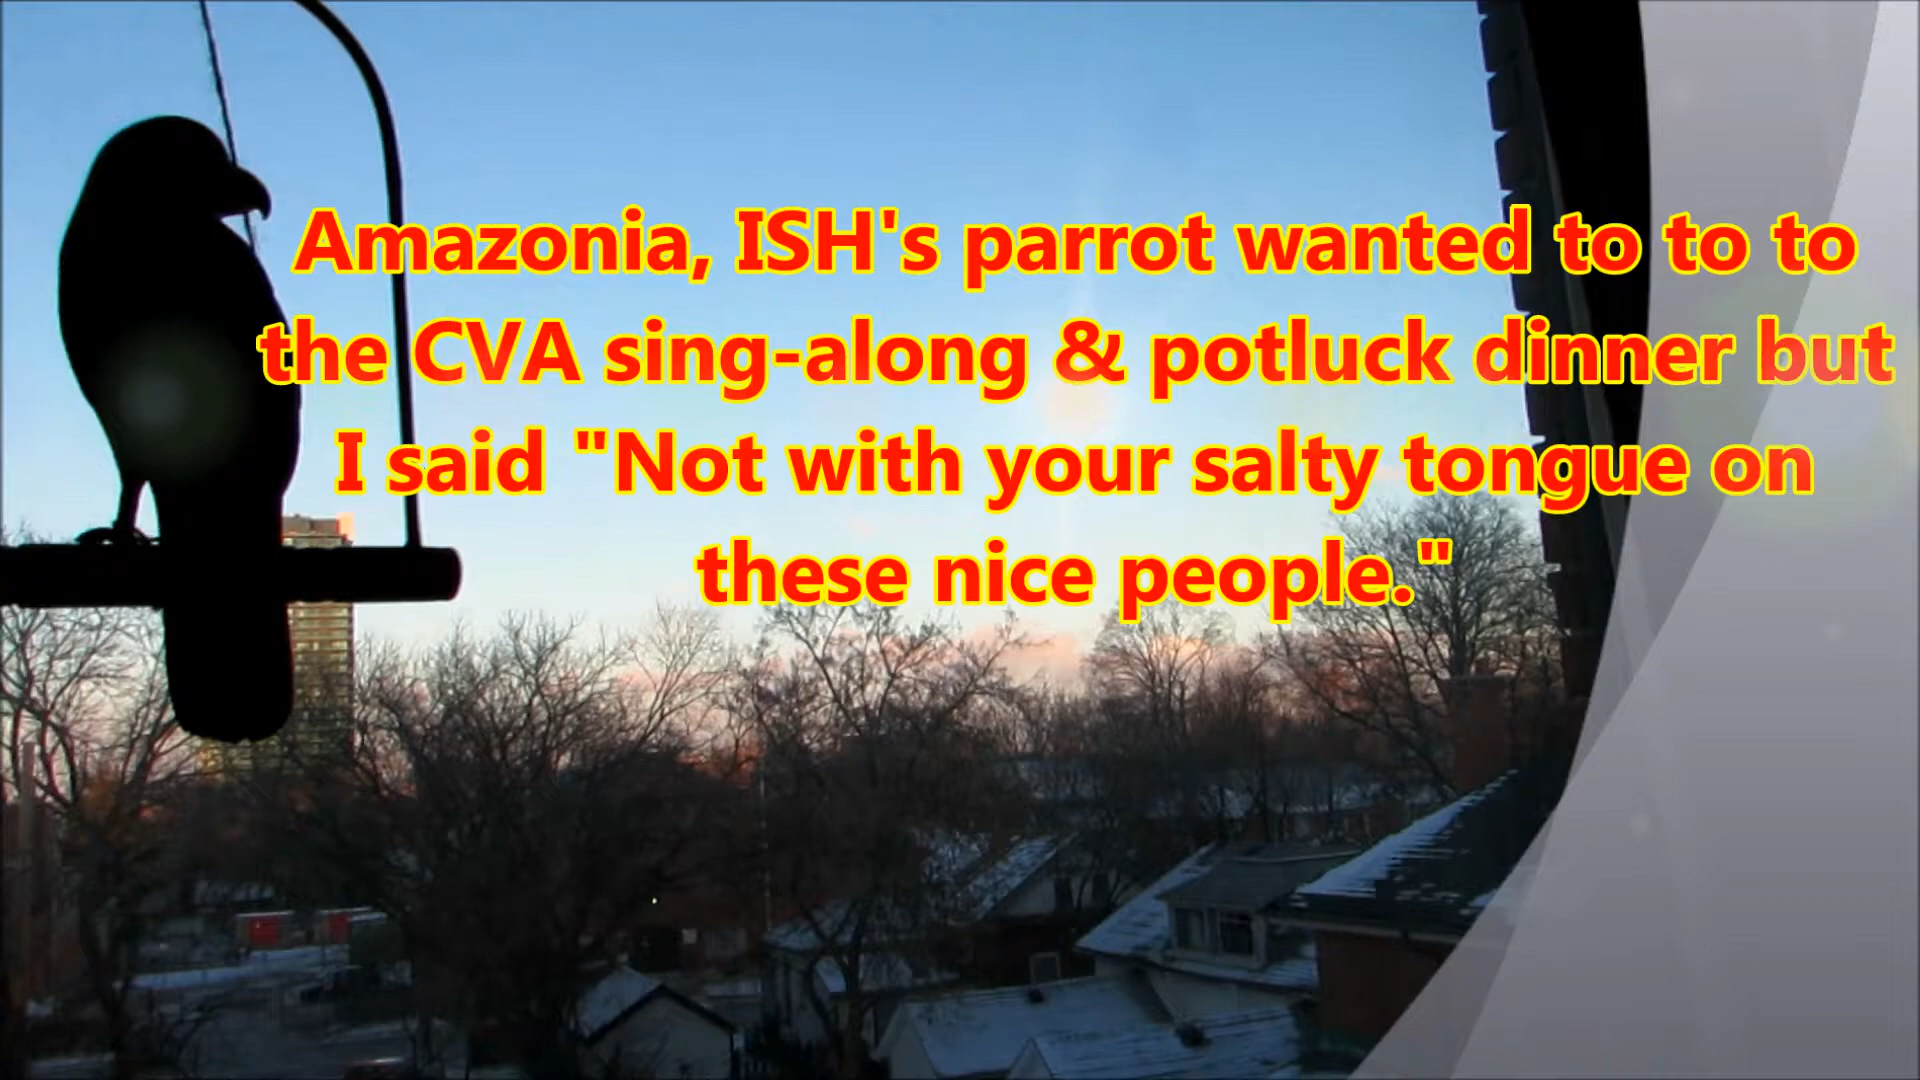 Amazonia, ISH's parrot wanted to to to
the CVA sing-along & potluck dinner but
I said "Not with your salty tongue on
these nice people."